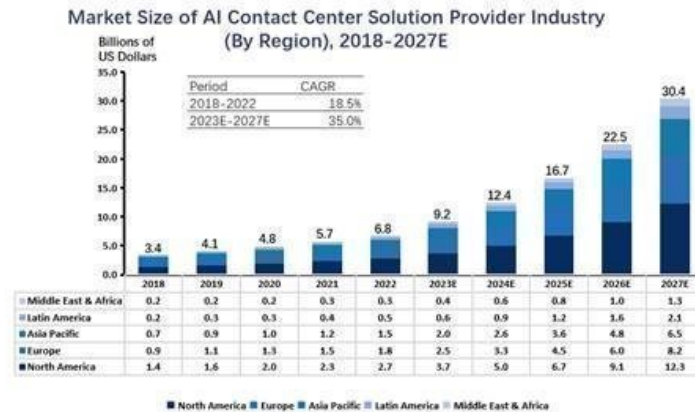 Market Size of AI Contact Center Solution Provider Industry
(By Region), 2018-2027E
Billions of
US Dollars
35.0
30.0
25.0
20.0
15.0
10.0
5.0
0.0
Period CAGR
2018-2022 18.5%
2023E-2027E 35.0%
3.4 4.1 4.8 5.7 6.8 9.2 12.4 16.7 22.5 30.4
2018 2019 2020 2021 2022 2023E 2024E 2025E 2026E 2027E
Middle East & Africa 0.2 0.2 0.2 0.3 0.3 0.4 0.6 0.8 1.0 1.3
Latin America 0.2 0.3 0.3 0.4 0.5 0.6 0.9 1.2 1.6 2.1
Asia Pacific 0.7 0.9 1.0 1.2 1.5 2.0 2.6 3.6 4.8 6.5
Europe 0.9 1.1 1.3 1.5 1.8 2.5 3.3 4.5 6.0 8.2
North America 1.4 1.6 2.0 2.3 2.7 3.7 5.0 6.7 9.1 12.3
North America Europe Asia Pacific Latin America Middle East & Africa